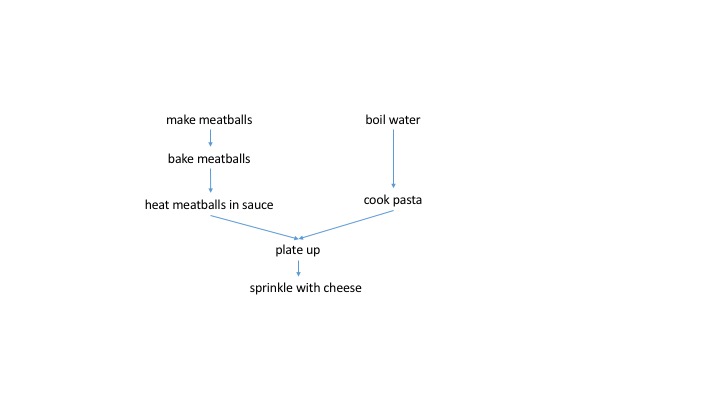 make meatballs
boil water
bake meatballs
heat meatballs in sauce
cook pasta
plate up
sprinkle with cheese